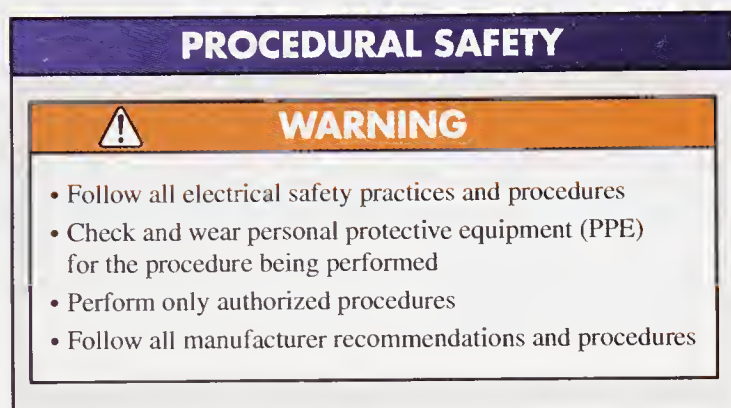 PROCEDURAL SAFETY
WARNING
• Follow all electrical safety practices and procedures
• Check and wear personal protective equipment (PPE)
for the procedure being performed
• Perform only authorized procedures
• Follow all manufacturer recommendations and procedures